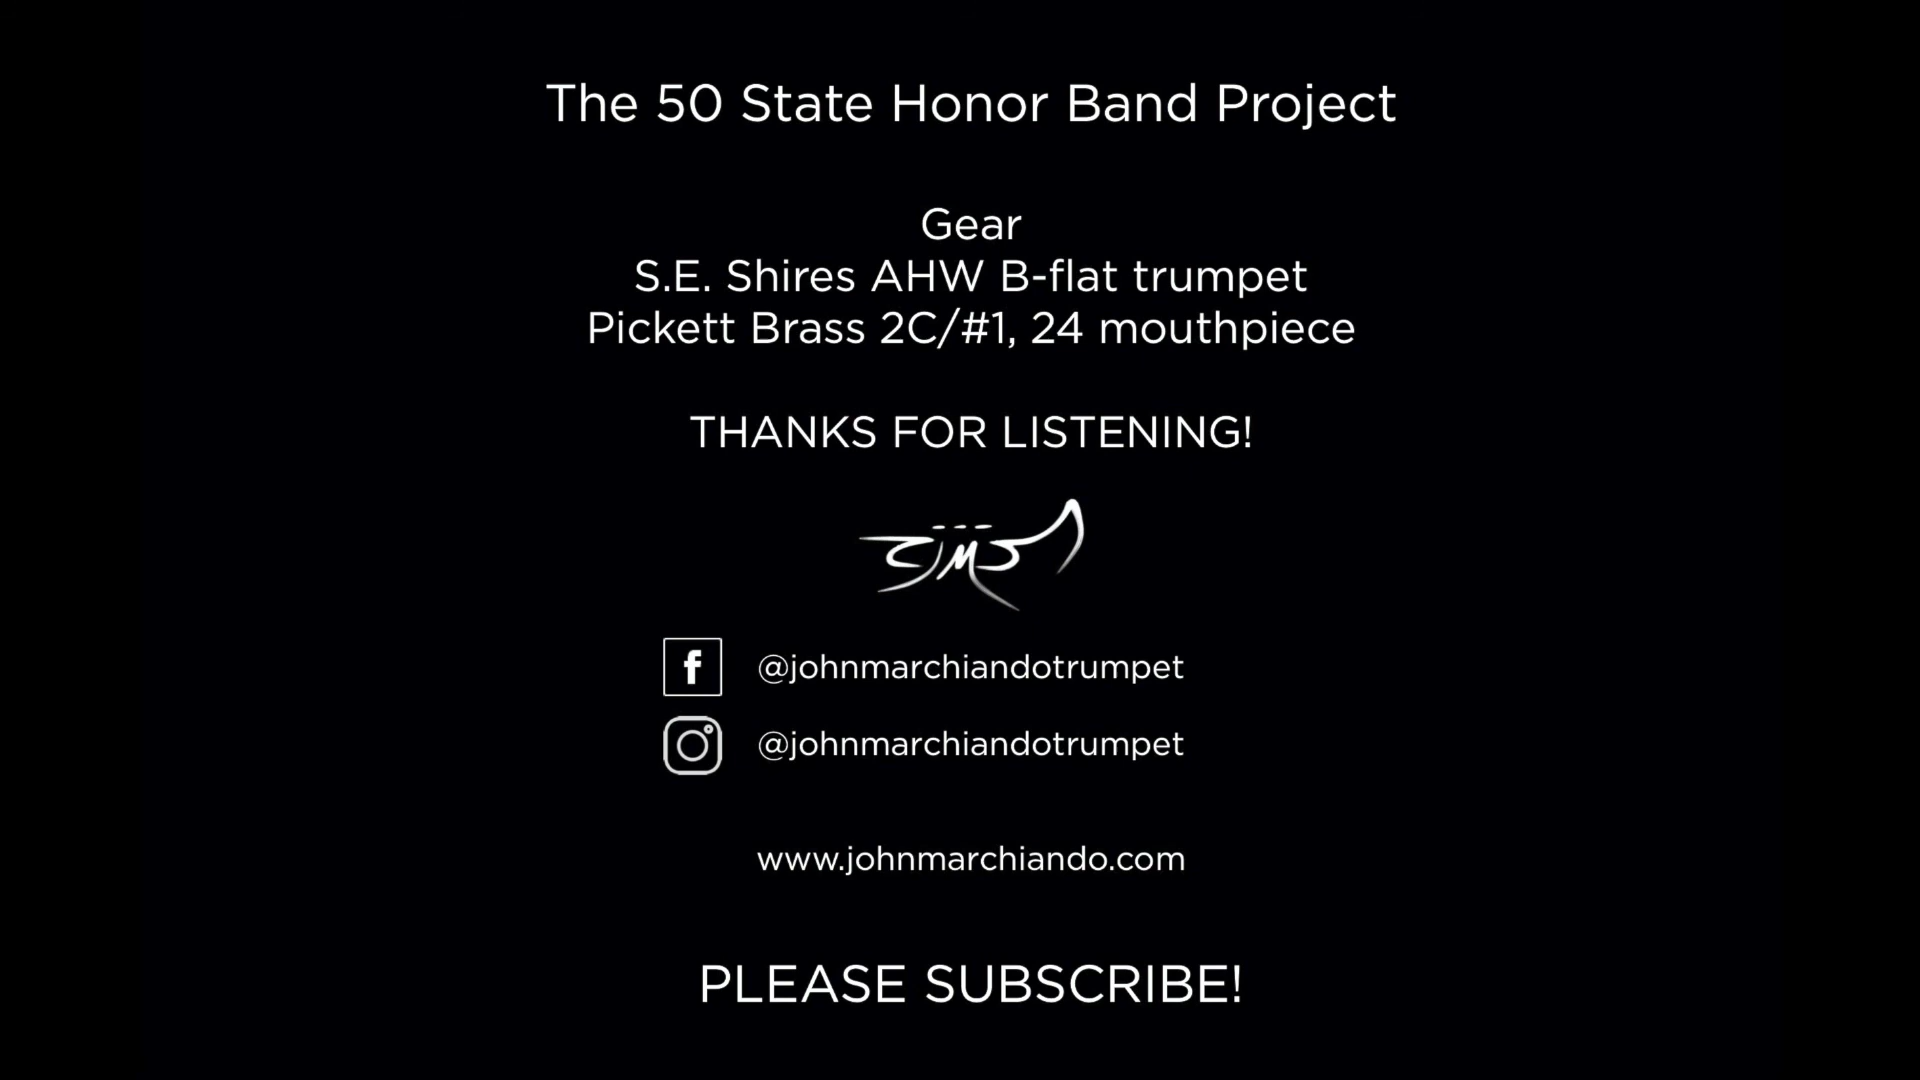 The 50 State Honor Band Project
Gear
S.E. Shires AHW B-flat trumpet
Pickett Brass 2C/#1, 24 mouthpiece
THANKS FOR LISTENING!
@johnmarchiandotrumpet
@johnmarchiandotrumpet
www.johnmarchiando.com
PLEASE SUBSCRIBE!